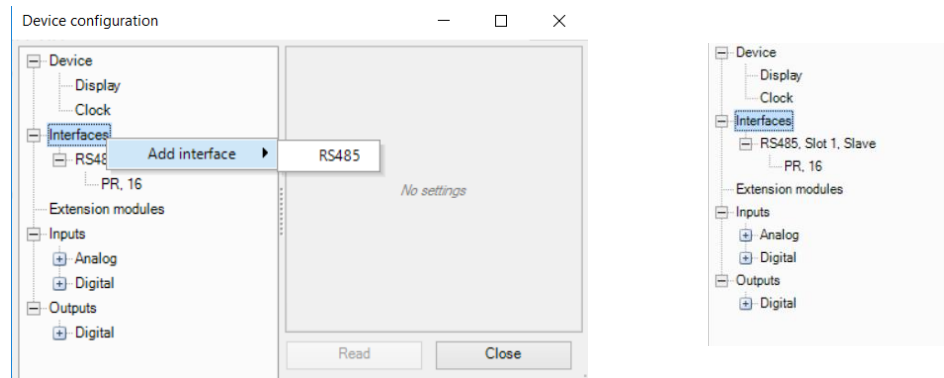 Device configuration
Device
Display
Clock
Interfaces
Add interface
RS485
RS48
PR, 16
No settings
Extension modules
Inputs
Analog
Digital
Outputs
Digital
Read
Close
Device
Display
Clock
Interfaces
RS485, Slot 1, Slave
PR, 16
Extension modules
Inputs
Analog
Digital
Outputs
Digital